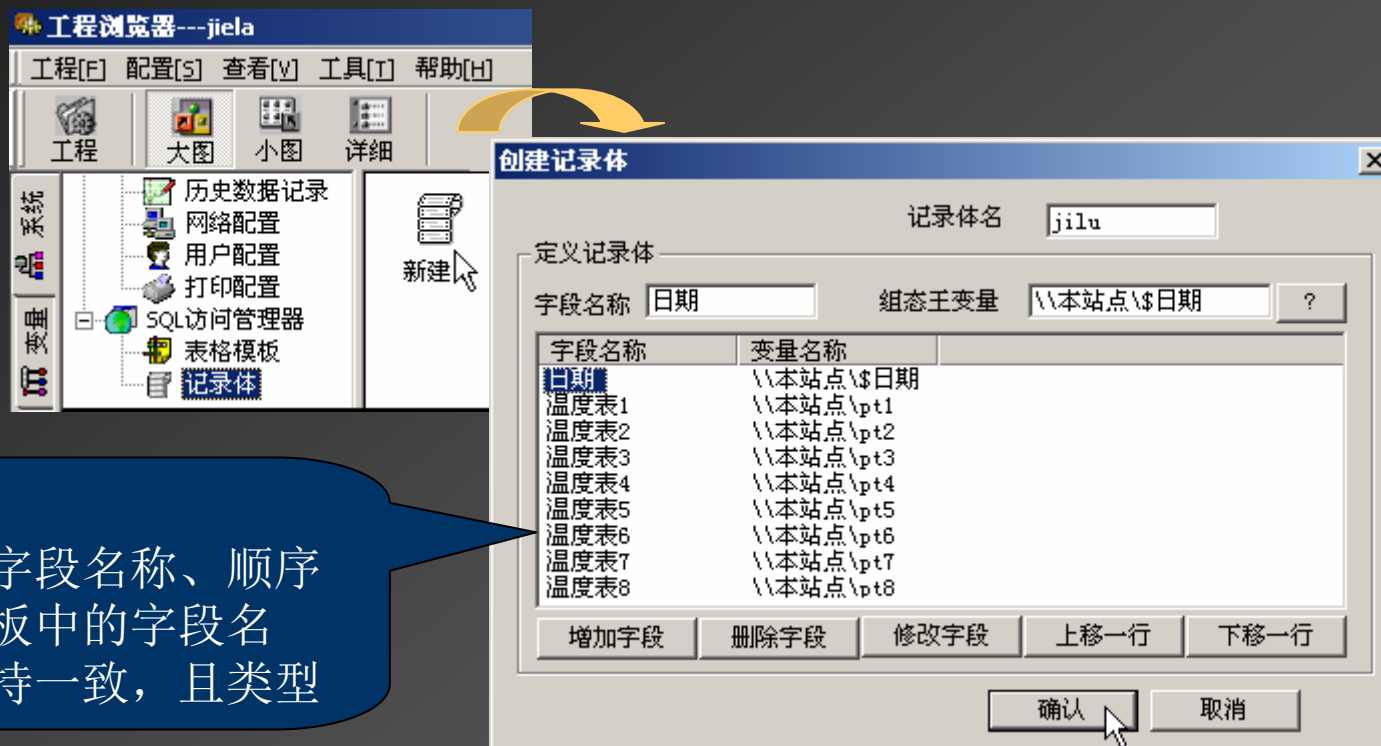 工程浏览器---jiela
工程[F] 配置[S] 查看[V] 工具[T] 帮助[H]
工程 大图 小图 详细
系统
变量
历史数据记录
网络配置
用户配置
打印配置
SQL访问管理器
表格模板
记录体
新建
创建记录体
记录体名 jilu
定义记录体
字段名称 日期 组态王变量 \\本站点\$日期 ?
字段名称 变量名称
日期 \\本站点\$日期
温度表1 \\本站点\pt1
温度表2 \\本站点\pt2
温度表3 \\本站点\pt3
温度表4 \\本站点\pt4
温度表5 \\本站点\pt5
温度表6 \\本站点\pt6
温度表7 \\本站点\pt7
温度表8 \\本站点\pt8
增加字段 删除字段 修改字段 上移一行 下移一行
确认 取消
字段名称、顺序
板中的字段名
持一致，且类型